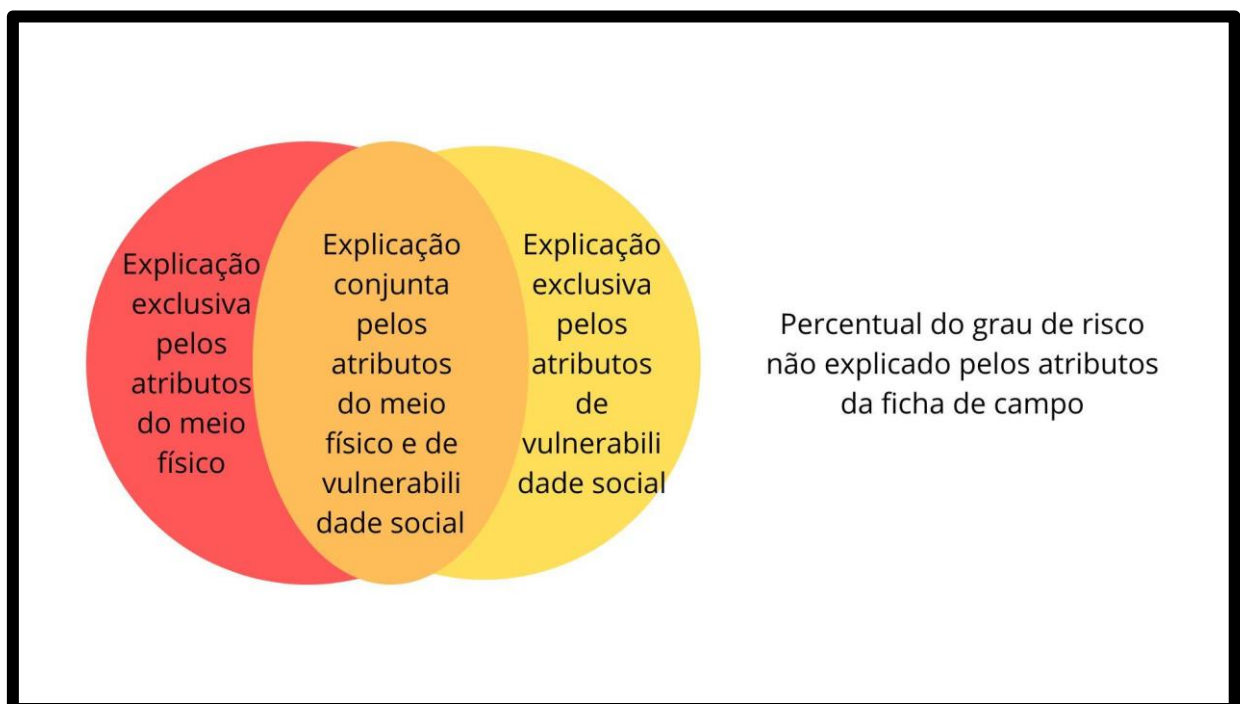 Explicação
exclusiva
pelos
atributos
do meio
físico
Explicação
conjunta
pelos
atributos
do meio
físico e de
vulnerabili
dade social
Explicação
exclusiva
pelos
atributos
de
vulnerabili
dade social
Percentual do grau de risco
não explicado pelos atributos
da ficha de campo